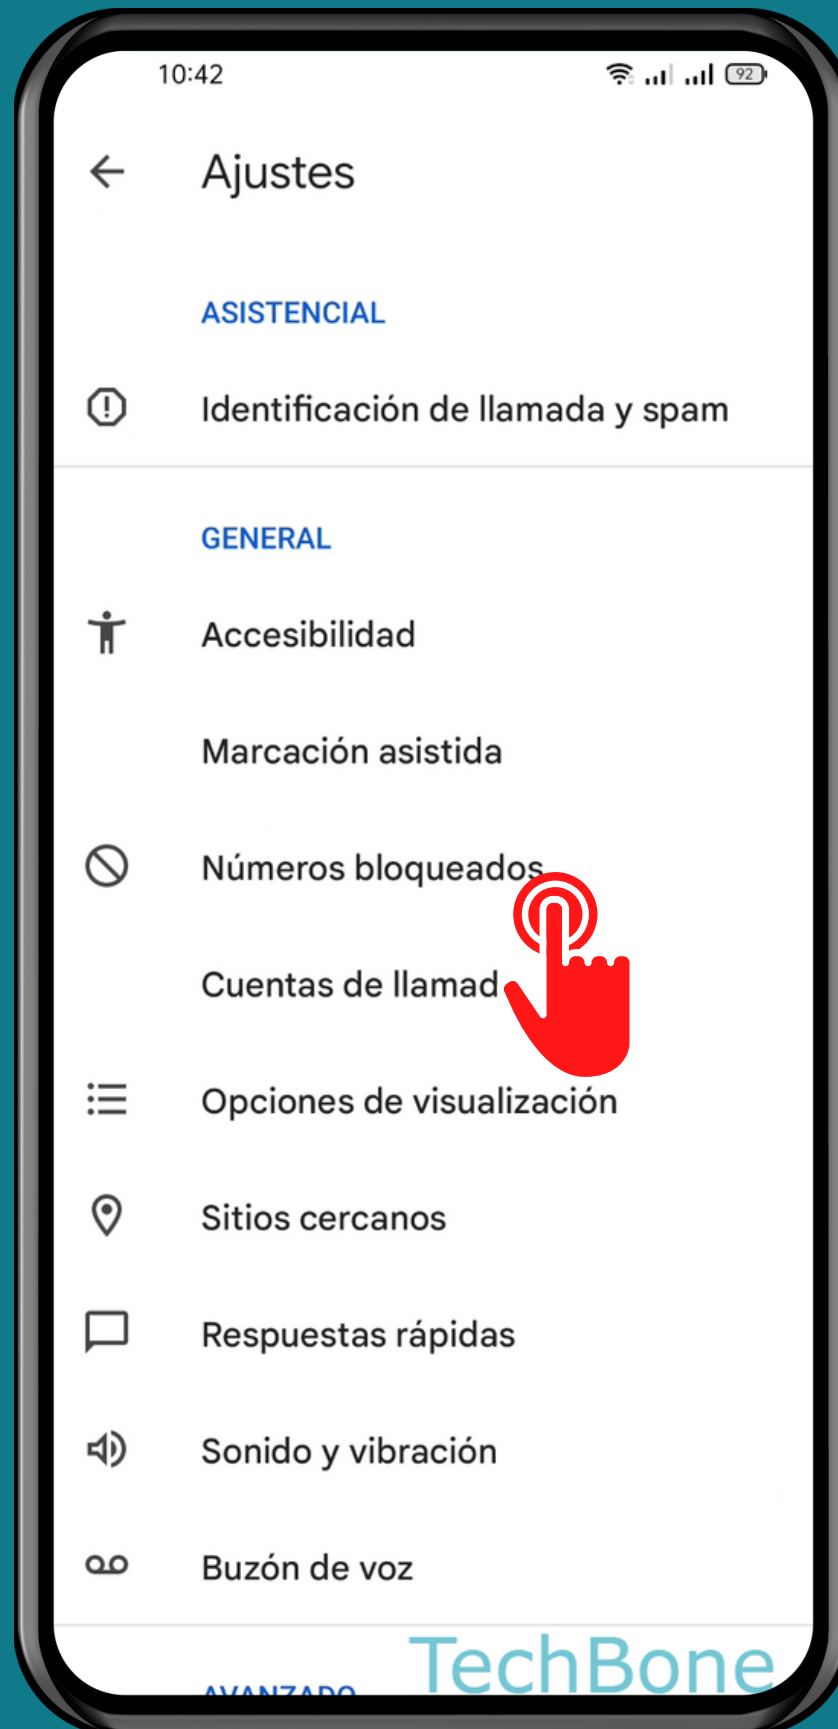 10:42
92
Ajustes
ASISTENCIAL
Identificación de llamada y spam
GENERAL
Accesibilidad
Marcación asistida
Números bloqueados
Cuentas de llamad
Opciones de visualización
Sitios cercanos
Respuestas rápidas
Sonido y vibración
Buzón de voz
AVANZADO
TechBone